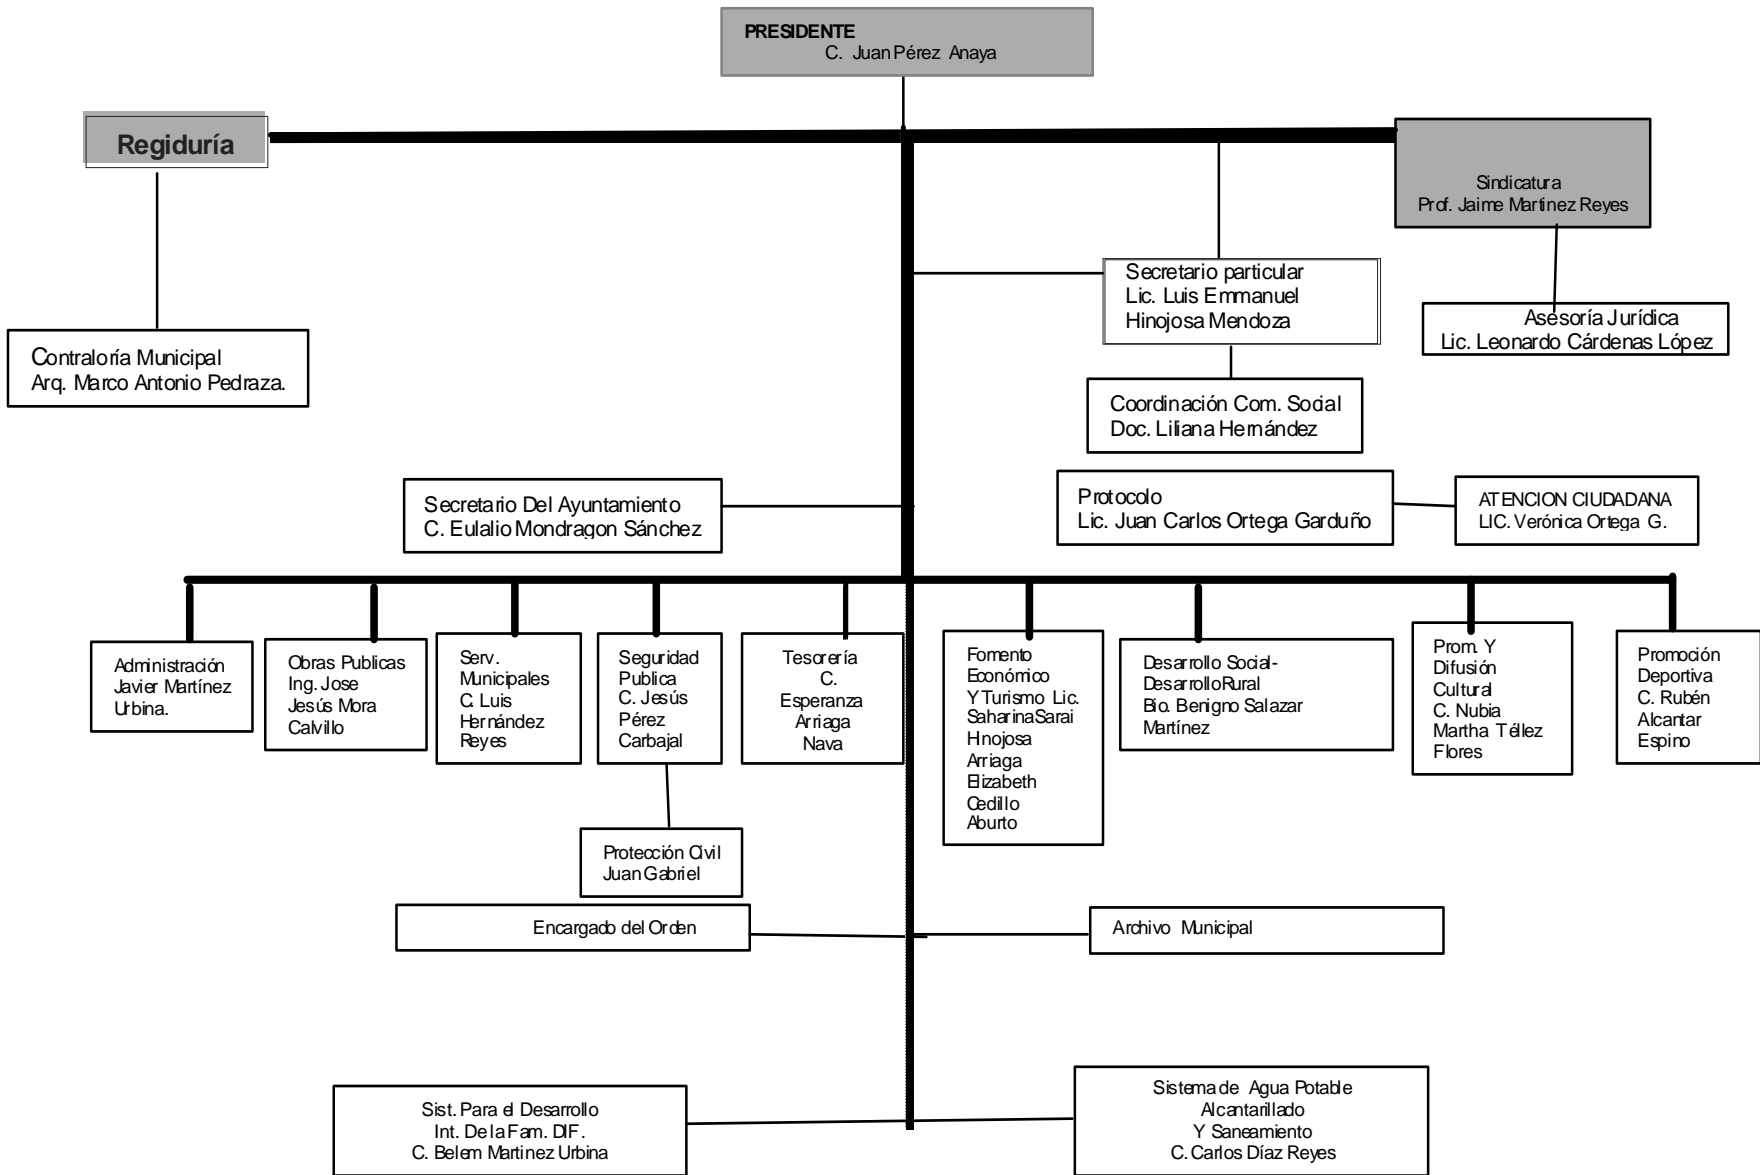 PRESIDENTE
C. Juan Pérez Anaya
Regiduría
Sindicatura
Prof. Jaime Martinez Reyes
Secretario particular
Lic. Luis Emmanuel
Hinojosa Mendoza
Asesoría Jurídica
Lic. Leonardo Cárdenas López
Contraloría Municipal
Arq. Marco Antonio Pedraza.
Coordinación Com. Social
Doc. Liliana Hernández
Secretario Del Ayuntamiento
C. Eulalio Mondragon Sánchez
Protocolo
Lic. Juan Carlos Ortega Garduño
ATENCION CIUDADANA
LIC. Verónica Ortega G.
Administración
Javier Martínez
Urbina.
Obras Publicas
Ing. Jose
Jesús Mora
Calvillo
Serv.
Municipales
C. Luis
Hernández
Reyes
Seguridad
Publica
C. Jesús
Pérez
Carbajal
Tesorería
C.
Esperanza
Arriaga
Nava
Fomento
Económico
Y Turismo Lic.
Saharina Sarai
Hinojosa
Arriaga
Elizabeth
Cedillo
Aburto
Desarrollo Social-
Desarrollo Rural
Bio. Benigno Salazar
Martínez
Prom. Y
Difusión
Cultural
C. Nubia
Martha Téllez
Flores
Promoción
Deportiva
C. Rubén
Alcantar
Espino
Protección Civil
Juan Gabriel
Encargado del Orden
Archivo Municipal
Sist. Para el Desarrollo
Int. De la Fam. DIF.
C. Belem Martinez Urbina
Sistema de Agua Potable
Alcantarillado
Y Saneamiento
C. Carlos Díaz Reyes